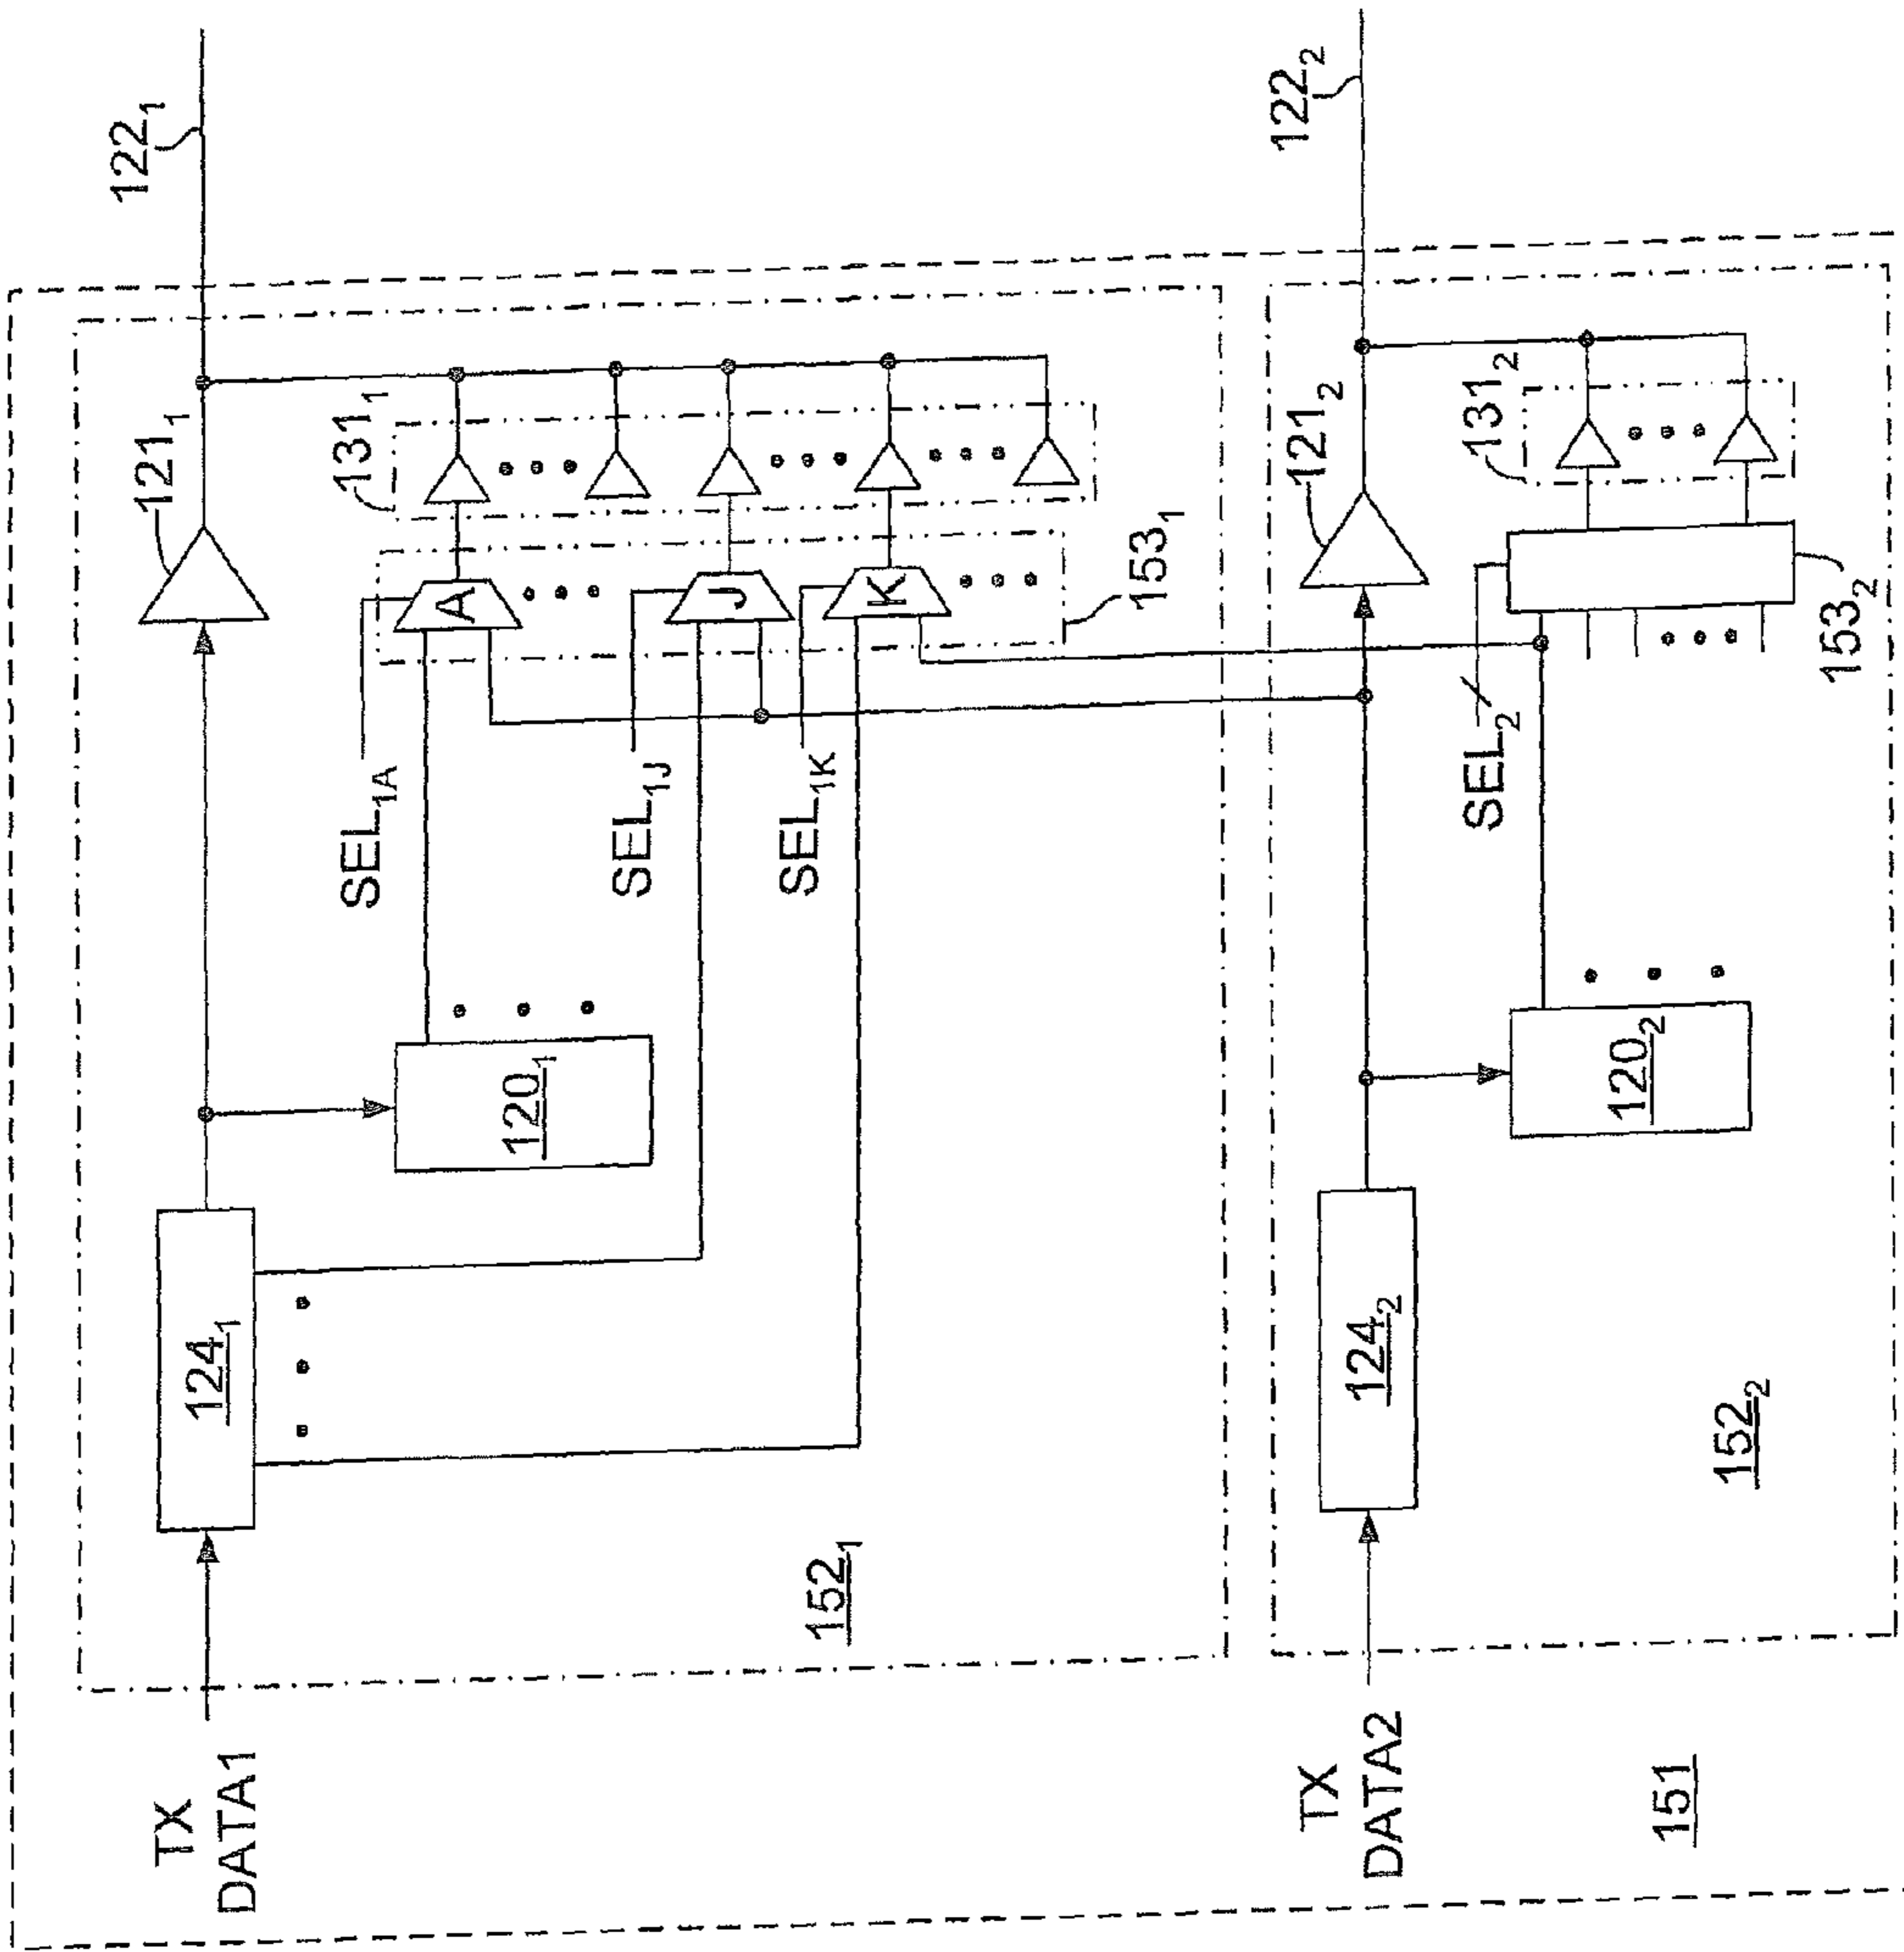 TX
DATA1
124₁
120₁
121₁
122₁
131₁
153₁
A
J
K
SEL₁A
SEL₁J
SEL₁K
152₁
TX
DATA2
124₂
120₂
121₂
122₂
131₂
153₂
SEL₂
152₂
151